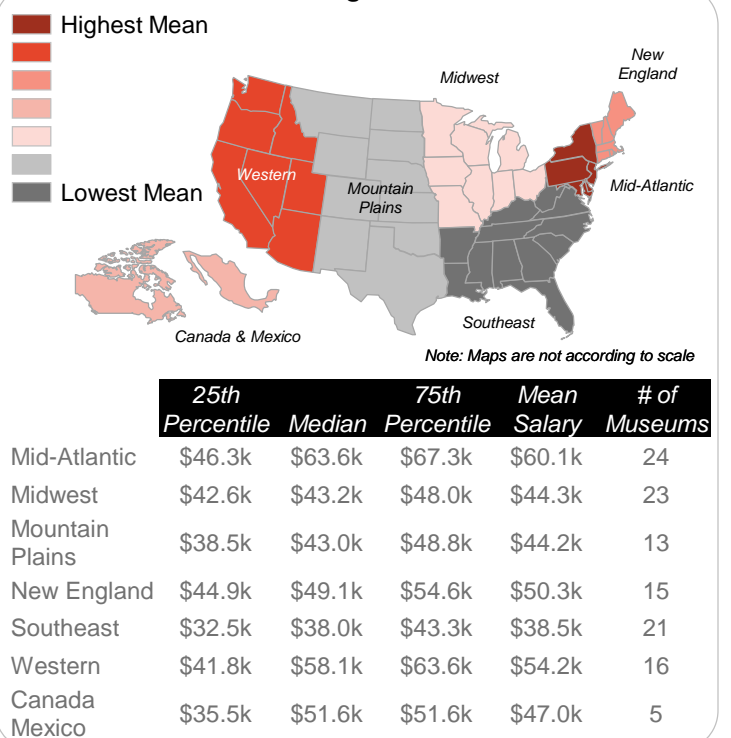 Highest Mean
Lowest Mean
New
England
Midwest
Western
Mountain
Plains
Mid-Atlantic
Southeast
Canada & Mexico
Note: Maps are not according to scale
25th Percentile Median 75th Percentile Mean Salary # of Museums
Mid-Atlantic $46.3k $63.6k $67.3k $60.1k 24
Midwest $42.6k $43.2k $48.0k $44.3k 23
Mountain
Plains $38.5k $43.0k $48.8k $44.2k 13
New England $44.9k $49.1k $54.6k $50.3k 15
Southeast $32.5k $38.0k $43.3k $38.5k 21
Western $41.8k $58.1k $63.6k $54.2k 16
Canada
Mexico $35.5k $51.6k $51.6k $47.0k 5